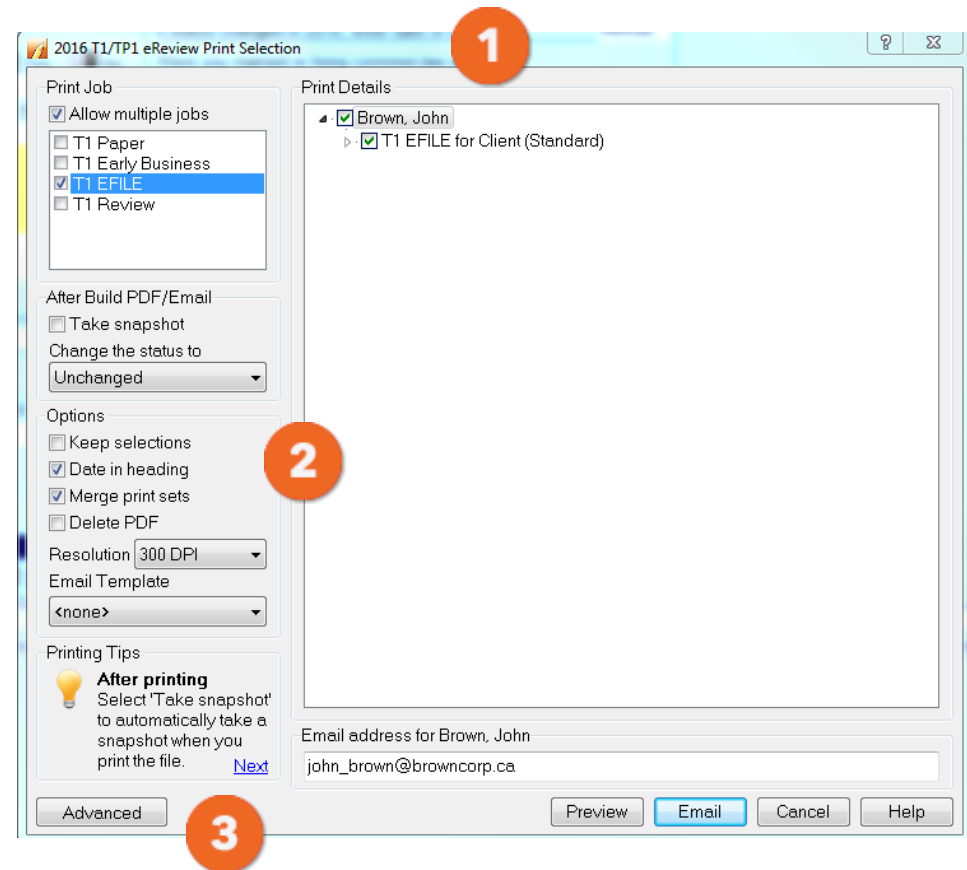 2016 T1/TP1 eReview Print Selection
1
Print Job
Allow multiple jobs
T1 Paper
T1 Early Business
T1 EFILE
T1 Review
After Build PDF/Email
Take snapshot
Change the status to
Unchanged
Options
Keep selections
Date in heading
Merge print sets
Delete PDF
Resolution 300 DPI
Email Template
<none>
2
Printing Tips
After printing
Select 'Take snapshot'
to automatically take a
snapshot when you
print the file.
Next
Print Details
Brown, John
T1 EFILE for Client (Standard)
Email address for Brown, John
john_brown@browncorp.ca
Advanced
3
Preview
Email
Cancel
Help